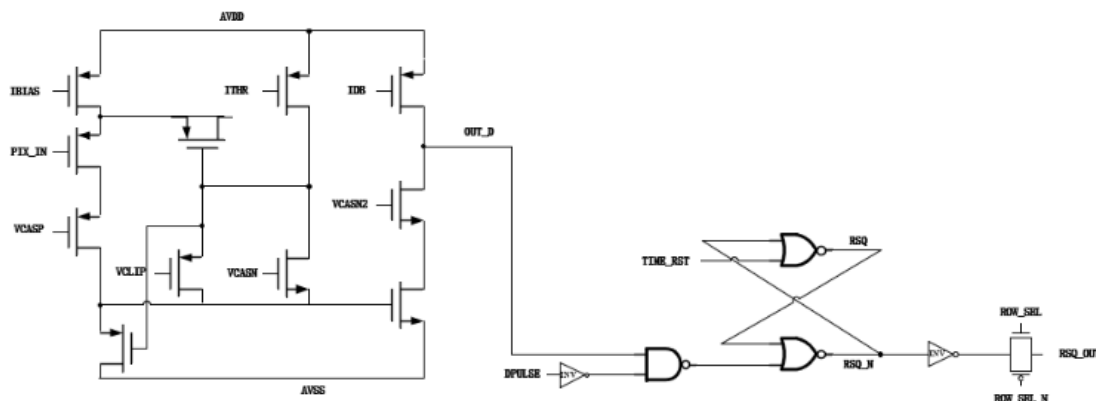 AVDD
IBIAS
ITHR
IDB
OUT_D
PIX_IN
VCASP
VCASN2
VCLIP
VCASN
TIME_RST
RSQ
ROW_SEL
DPULSE
INV
RSQ_N
INV
RSQ_OUT
AVSS
ROW_SEL_N